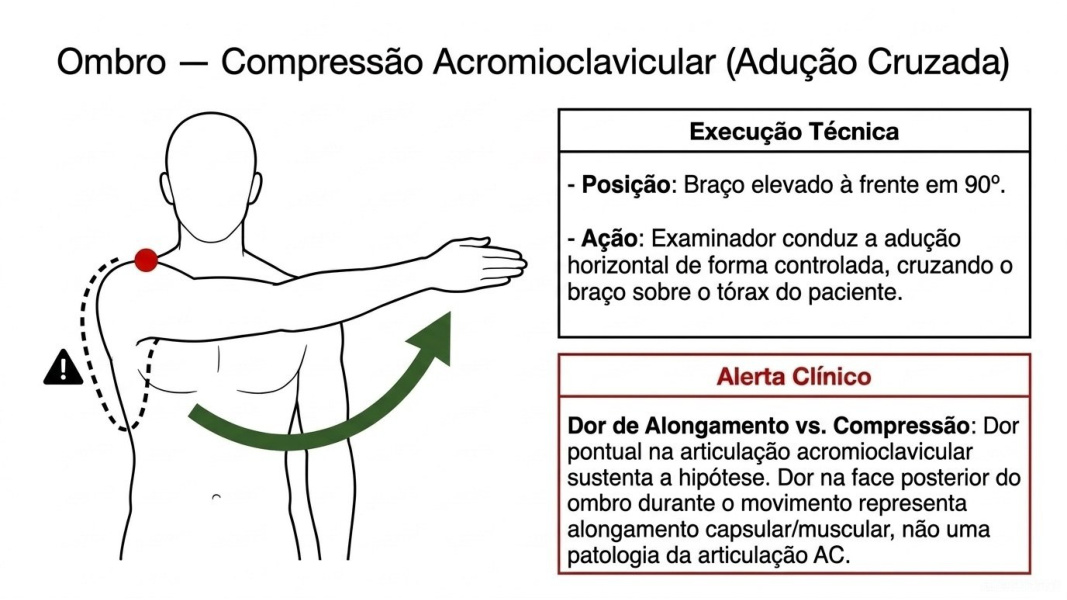 Ombro — Compressão Acromioclavicular (Adução Cruzada)
Execução Técnica
- Posição: Braço elevado à frente em 90º.
- Ação: Examinador conduz a adução
horizontal de forma controlada, cruzando o
braço sobre o tórax do paciente.
Alerta Clínico
Dor de Alongamento vs. Compressão: Dor
pontual na articulação acromioclavicular
sustenta a hipótese. Dor na face posterior do
ombro durante o movimento representa
alongamento capsular/muscular, não uma
patologia da articulação AC.
!